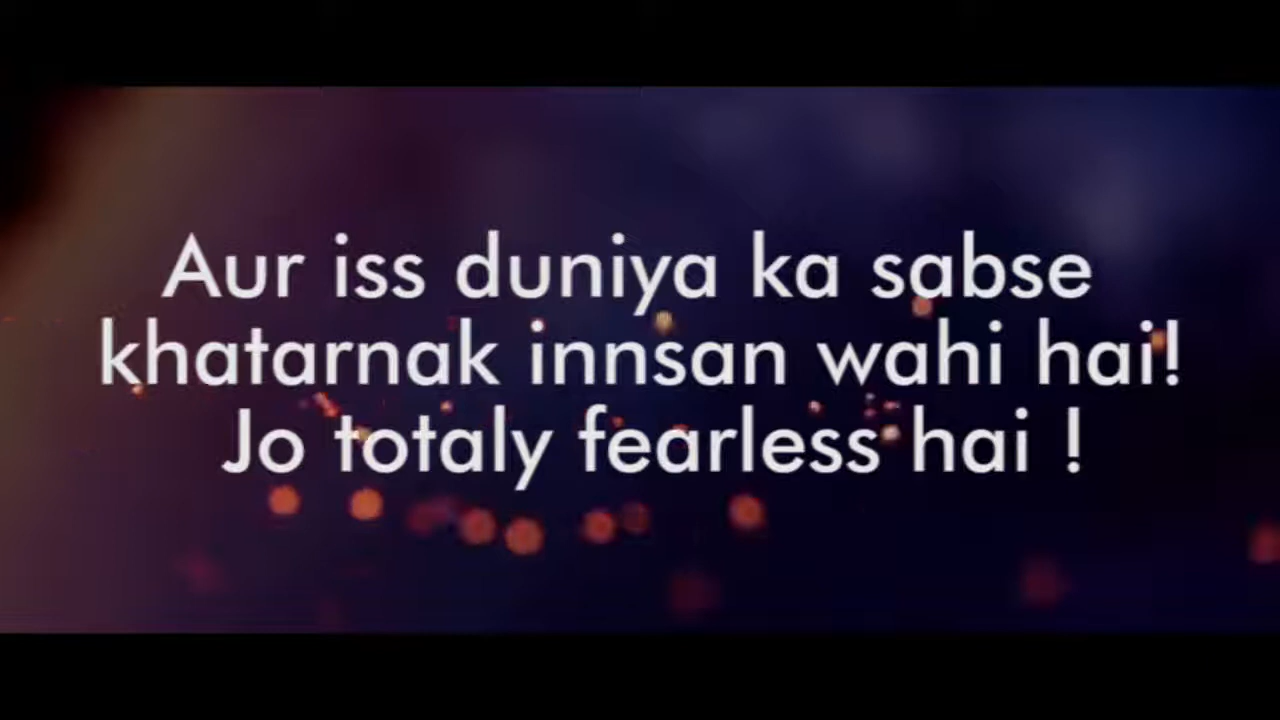 Aur iss duniya ka sabse
khatarnak innsan wahi hai!
Jo totaly fearless hai !